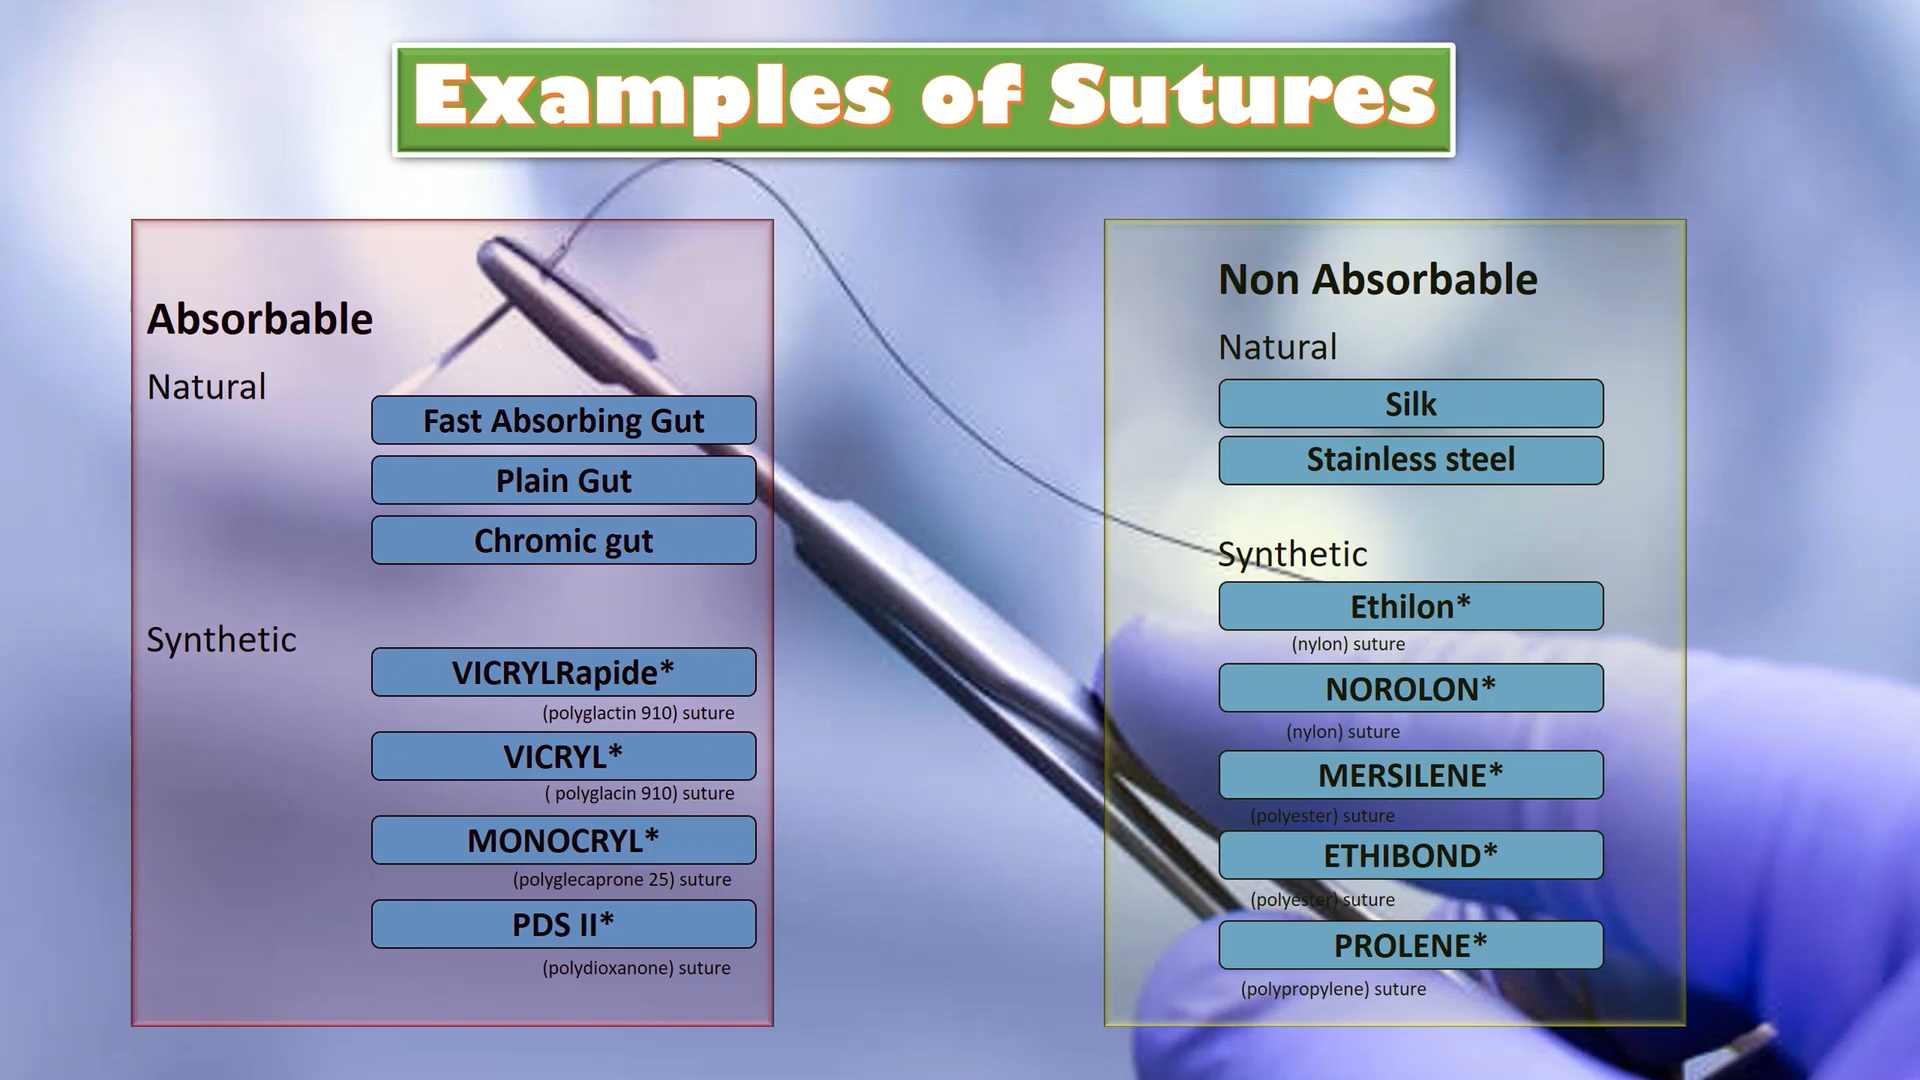 Examples of Sutures
Absorbable
Natural
Fast Absorbing Gut
Plain Gut
Chromic gut
Synthetic
VICRYLRapide*
(polyglactin 910) suture
VICRYL*
( polyglacin 910) suture
MONOCRYL*
(polyglecaprone 25) suture
PDS II*
(polydioxanone) suture
Non Absorbable
Natural
Silk
Stainless steel
Synthetic
Ethilon*
(nylon) suture
NOROLON*
(nylon) suture
MERSILENE*
(polyester) suture
ETHIBOND*
(polyester) suture
PROLENE*
(polypropylene) suture